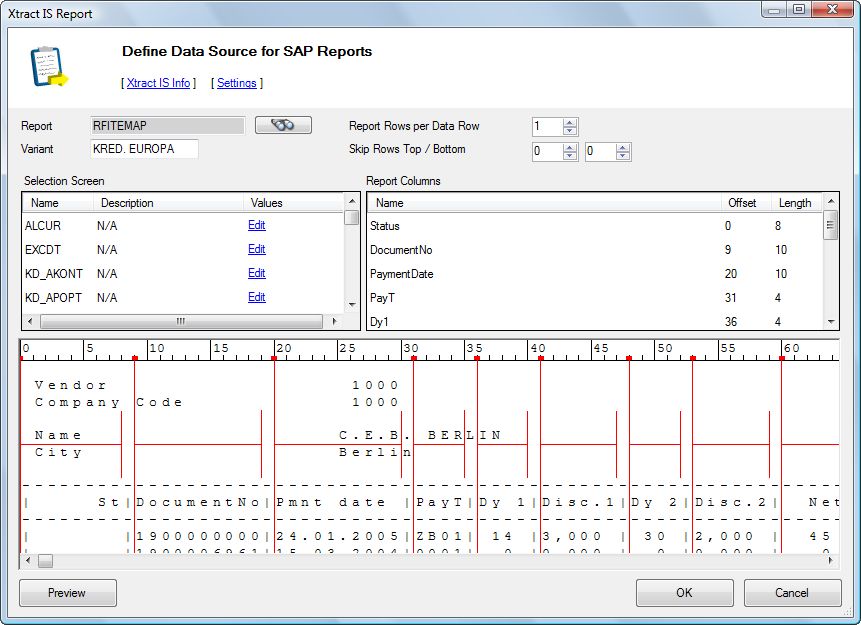 Xtract IS Report
Define Data Source for SAP Reports
[ Xtract IS Info ] [ Settings ]
Report RFITEMAP Report Rows per Data Row 1
Variant KRED. EUROPA Skip Rows Top / Bottom 0 0
Selection Screen Report Columns
Name Description Values Name Offset Length
ALCUR N/A Edit Status 0 8
EXCDT N/A Edit DocumentNo 9 10
KD_AKONT N/A Edit PaymentDate 20 10
KD_APOPT N/A Edit PayT 31 4
Dy1 36 4
0 5 10 15 20 25 30 35 40 45 50 55 60
Vendor 1000
Company Code 1000
Name C.E.B. BERLIN
City Berlin
| St|DocumentNo|Pmnt date |PayT|Dy 1|Disc.1|Dy 2|Disc.2| Net
| |1900000000|24.01.2005|ZB01| 14 |3,000 | 30 |2,000 | 45
Preview OK Cancel